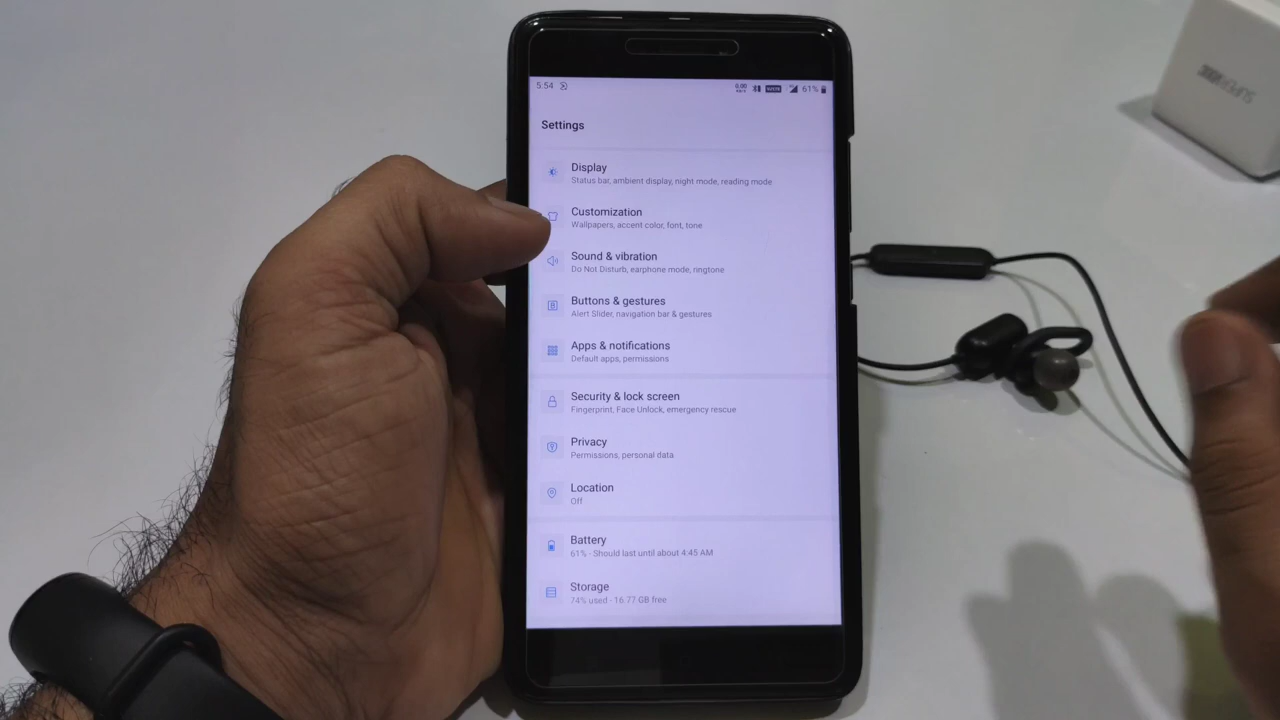 5:54
0.00
61%
Settings
Display
Status bar, ambient display, night mode, reading mode
Customization
Wallpapers, accent color, font, tone
Sound & vibration
Do Not Disturb, earphone mode, ringtone
Buttons & gestures
Alert Slider, navigation bar & gestures
Apps & notifications
Default apps, permissions
Security & lock screen
Fingerprint, Face Unlock, emergency rescue
Privacy
Permissions, personal data
Location
Off
Battery
61% - Should last until about 4:45 AM
Storage
74% used - 16.77 GB free
SUPERVOOC